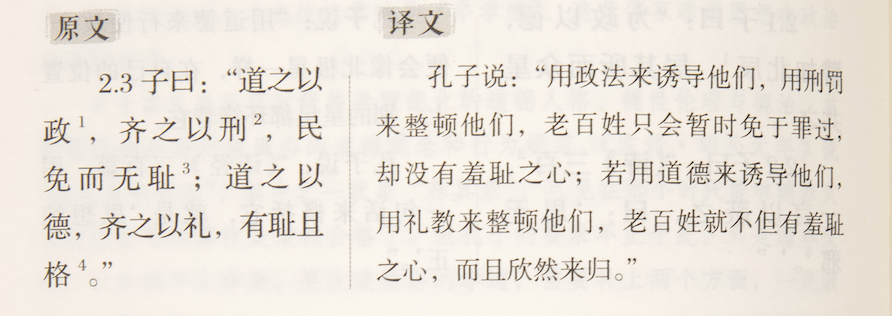 原文
2.3 子曰：“道之以
政1，齐之以刑2，民
免而无耻3；道之以
德，齐之以礼，有耻且
格4。”
译文
孔子说：“用政法来诱导他们，用刑罚
来整顿他们，老百姓只会暂时免于罪过，
却没有羞耻之心；若用道德来诱导他们，
用礼教来整顿他们，老百姓就不但有羞耻
之心，而且欣然来归。”